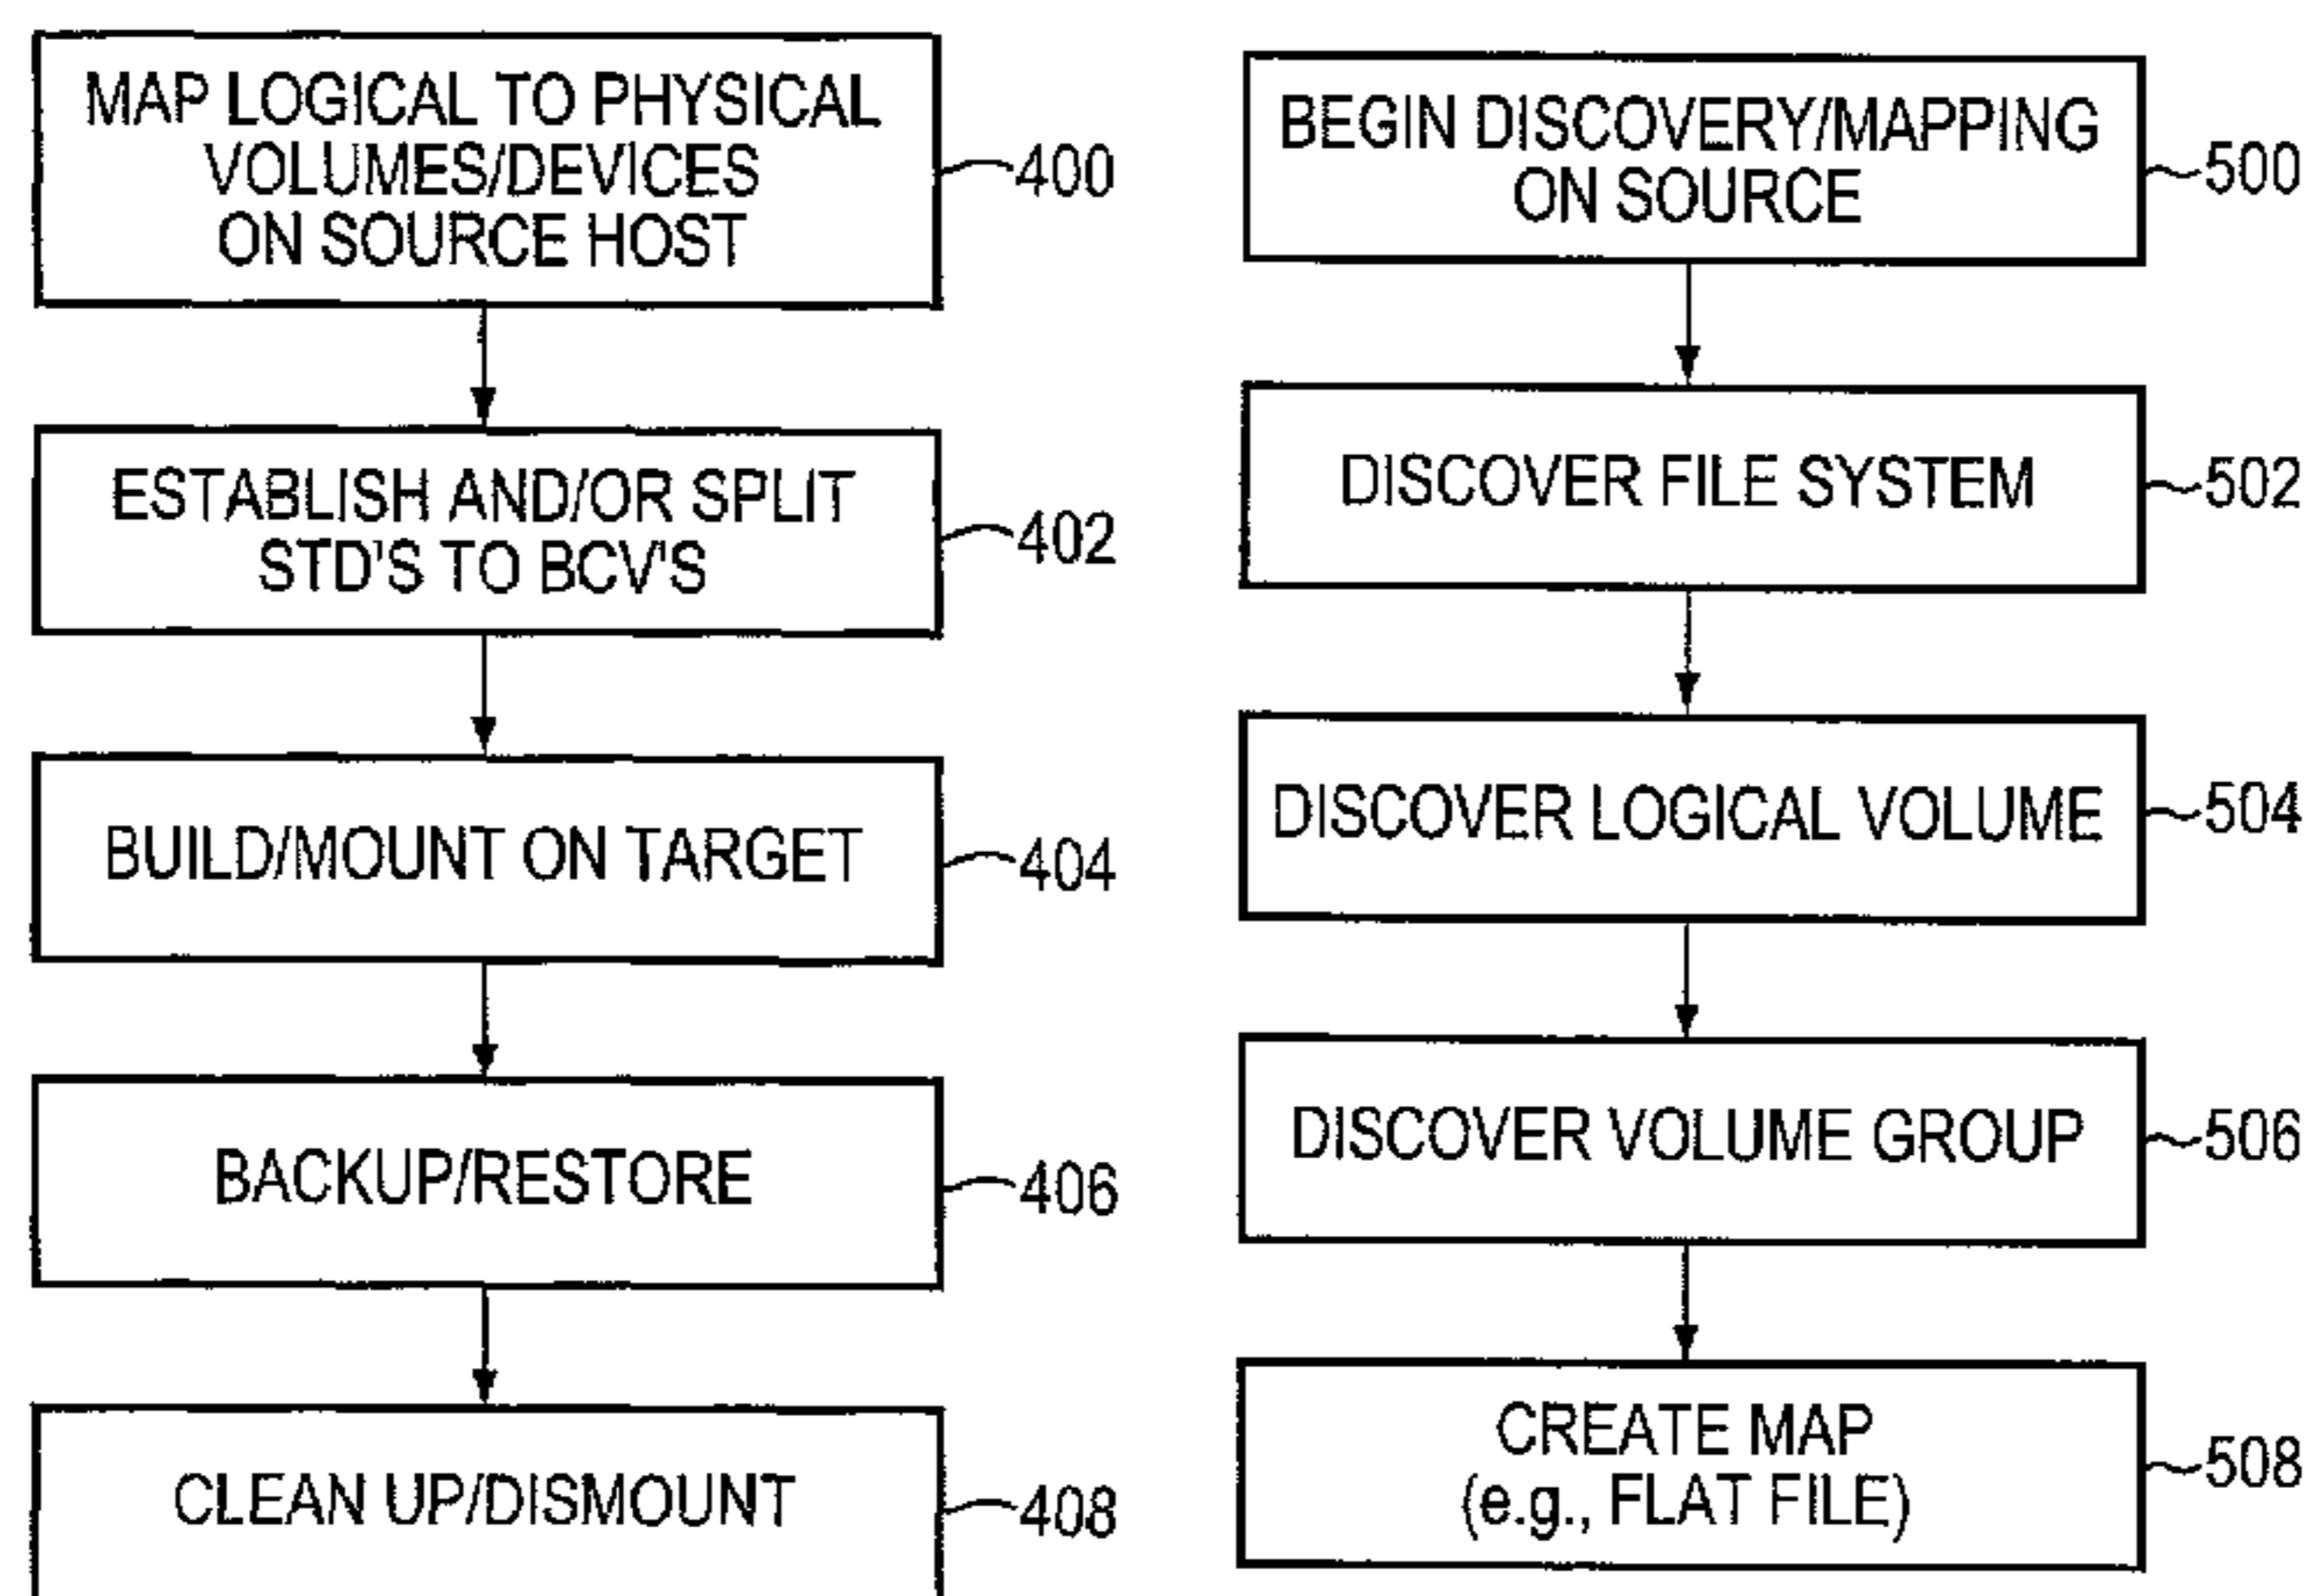 MAP LOGICAL TO PHYSICAL
VOLUMES/DEVICES
ON SOURCE HOST
400
ESTABLISH AND/OR SPLIT
STD'S TO BCV'S
402
BUILD/MOUNT ON TARGET
404
BACKUP/RESTORE
406
CLEAN UP/DISMOUNT
408
BEGIN DISCOVERY/MAPPING
ON SOURCE
500
DISCOVER FILE SYSTEM
502
DISCOVER LOGICAL VOLUME
504
DISCOVER VOLUME GROUP
506
CREATE MAP
(e.g., FLAT FILE)
508